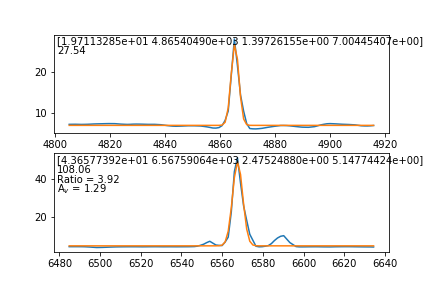 [1.97113285e+01 4.86540490e+03 1.39726155e+00 7.00445407e+00]
27.54
20
10
4800 4820 4840 4860 4880 4900 4920
[4.36577392e+01 6.56759064e+03 2.47524880e+00 5.14774424e+00]
108.06
Ratio = 3.92
Av = 1.29
40
20
6480 6500 6520 6540 6560 6580 6600 6620 6640